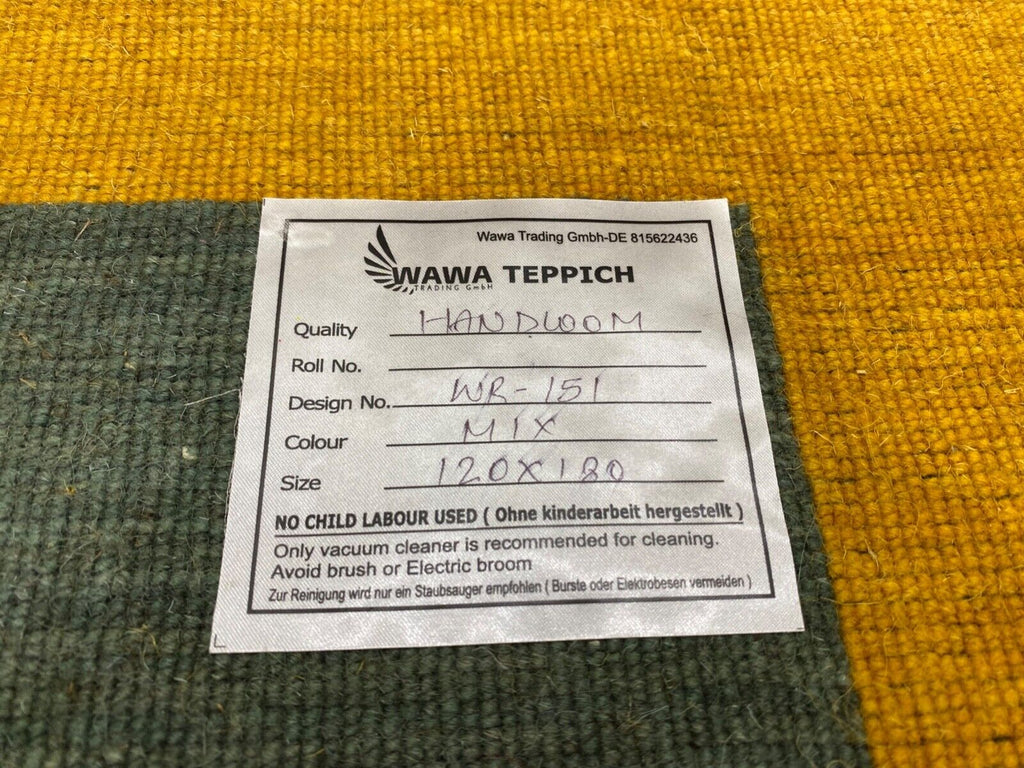 Wawa Trading Gmbh-DE 815622436
WAWA TEPPICH
TRADING GmbH
Quality HANDLOOM
Roll No.
Design No. WR-151
Colour MIX
Size 120X180
NO CHILD LABOUR USED ( Ohne kinderarbeit hergestellt )
Only vacuum cleaner is recommended for cleaning.
Avoid brush or Electric broom
Zur Reinigung wird nur ein Staubsauger empfohlen ( Burste oder Elektrobesen vermeiden )